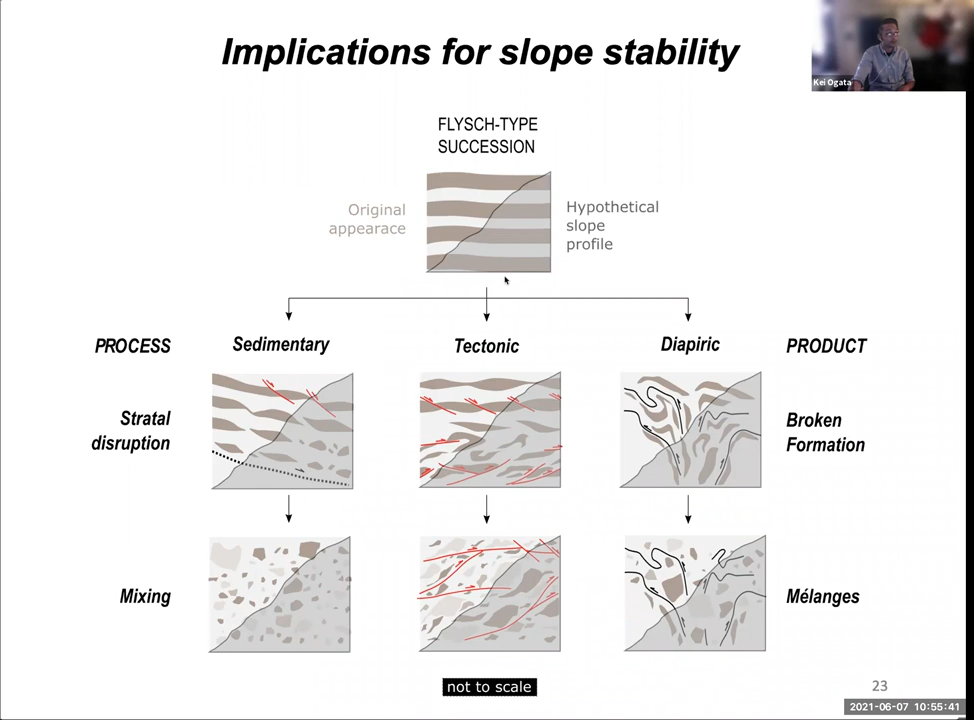 Implications for slope stability
Kei Ogata
FLYSCH-TYPE
SUCCESSION
Original
appearace
Hypothetical
slope
profile
PROCESS
Sedimentary
Tectonic
Diapiric
PRODUCT
Stratal
disruption
Broken
Formation
Mixing
Mélanges
not to scale
23
2021-06-07 10:55:41